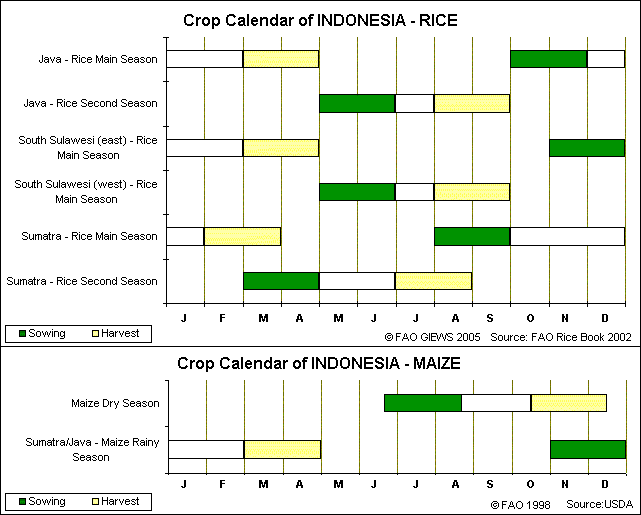 Crop Calendar of INDONESIA - RICE
Java - Rice Main Season
Java - Rice Second Season
South Sulawesi (east) - Rice
Main Season
South Sulawesi (west) - Rice
Main Season
Sumatra - Rice Main Season
Sumatra - Rice Second Season
J F M A M J J A S O N D
Sowing Harvest
© FAO GIEWS 2005 Source: FAO Rice Book 2002
Crop Calendar of INDONESIA - MAIZE
Maize Dry Season
Sumatra/Java - Maize Rainy
Season
J F M A M J J A S O N D
Sowing Harvest
© FAO 1998 Source:USDA